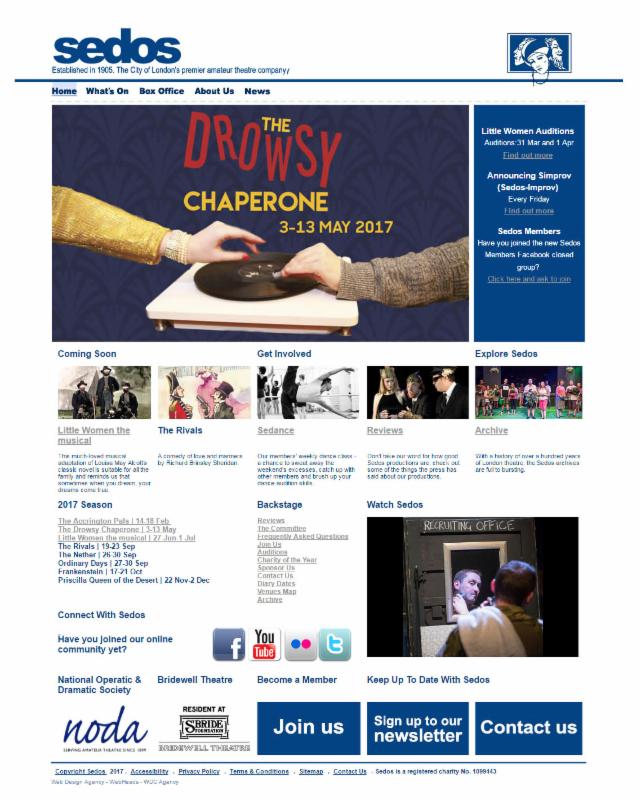 sedos
Established in 1905. The City of London's premier amateur theatre company
Home What's On Box Office About Us News
THE
DROWSY
CHAPERONE
3-13 MAY 2017
Little Women Auditions
Auditions: 31 Mar and 1 Apr
Find out more
Announcing Simprov
(Sedos-Improv)
Every Friday
Find out more
Sedos Members
Have you joined the new Sedos
Members Facebook closed
group?
Click here and ask to join
Coming Soon
Get Involved
Explore Sedos
Little Women the
musical
This much-loved musical
adaptation of Louisa May Alcott's
classic novel is suitable for all the
family and reminds us that
sometimes when you dream, your
dreams come true.
The Rivals
A comedy of love and manners
by Richard Brinsley Sheridan.
Sedance
Our members' weekly dance class -
a chance to sweat away the
weekend's excesses, catch up with
other members and brush up your
dance audition skills.
Reviews
Don't take our word for how good
Sedos productions are, check out
some of the things the press has
said about our productions.
Archive
With a history of over a hundred years
of London theatre, the Sedos archives
are full to bursting.
2017 Season
The Accrington Pals | 14-18 Feb
The Drowsy Chaperone | 3-13 May
Little Women the musical | 27 Jun-1 Jul
The Rivals | 19-23 Sep
The Nether | 26-30 Sep
Ordinary Days | 27-30 Sep
Frankenstein | 17-21 Oct
Priscilla Queen of the Desert | 22 Nov-2 Dec
Backstage
Reviews
The Committee
Frequently Asked Questions
Join Us
Auditions
Charity of the Year
Sponsor Us
Contact Us
Diary Dates
Venues Map
Archive
Watch Sedos
RECRUITING OFFICE
Connect With Sedos
Have you joined our online
community yet?
f
You
Tube
t
National Operatic &
Dramatic Society
noda
SERVING AMATEUR THEATRE SINCE 1899
Bridewell Theatre
RESIDENT AT
SBRIDE
FOUNDATION
BRIDEWELL THEATRE
Become a Member
Join us
Keep Up To Date With Sedos
Sign up to our
newsletter
Contact us
Copyright Sedos 2017 . Accessibility . Privacy Policy . Terms & Conditions . Sitemap . Contact Us . Sedos is a registered charity No. 1099443
Web Design Agency - WebHeads - WDC Agency